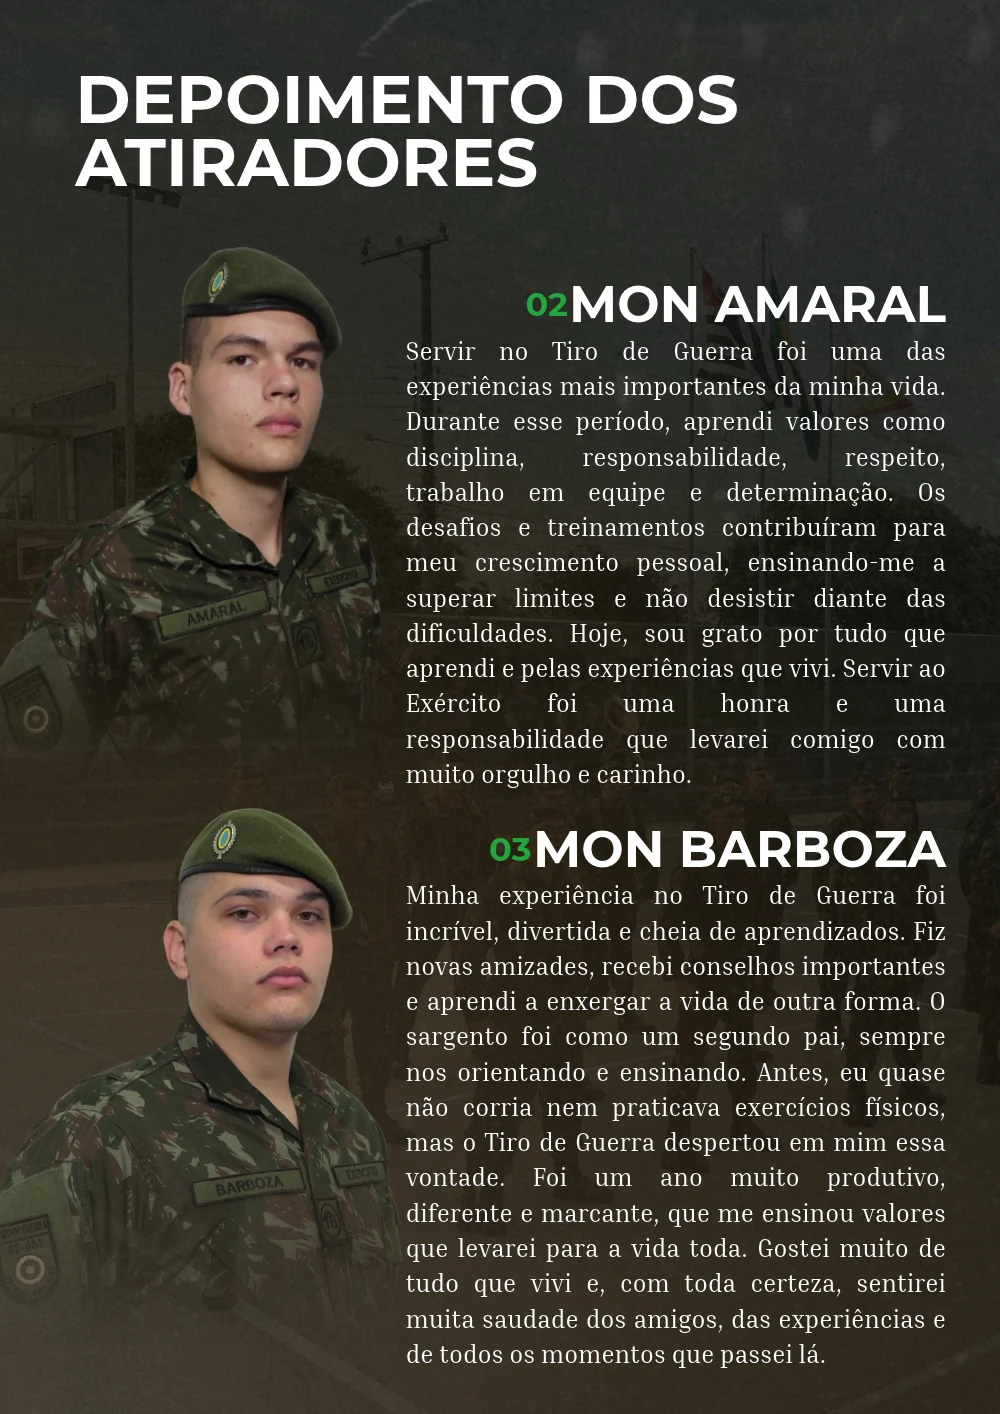 DEPOIMENTO DOS
ATIRADORES
02MON AMARAL
Servir no Tiro de Guerra foi uma das
experiências mais importantes da minha vida.
Durante esse período, aprendi valores como
disciplina, responsabilidade, respeito,
trabalho em equipe e determinação. Os
desafios e treinamentos contribuíram para
meu crescimento pessoal, ensinando-me a
superar limites e não desistir diante das
dificuldades. Hoje, sou grato por tudo que
aprendi e pelas experiências que vivi. Servir ao
Exército foi uma honra e uma
responsabilidade que levarei comigo com
muito orgulho e carinho.
AMARAL
EXÉRCITO
03MON BARBOZA
Minha experiência no Tiro de Guerra foi
incrível, divertida e cheia de aprendizados. Fiz
novas amizades, recebi conselhos importantes
e aprendi a enxergar a vida de outra forma. O
sargento foi como um segundo pai, sempre
nos orientando e ensinando. Antes, eu quase
não corria nem praticava exercícios físicos,
mas o Tiro de Guerra despertou em mim essa
vontade. Foi um ano muito produtivo,
diferente e marcante, que me ensinou valores
que levarei para a vida toda. Gostei muito de
tudo que vivi e, com toda certeza, sentirei
muita saudade dos amigos, das experiências e
de todos os momentos que passei lá.
BARBOZA
EXÉRCITO